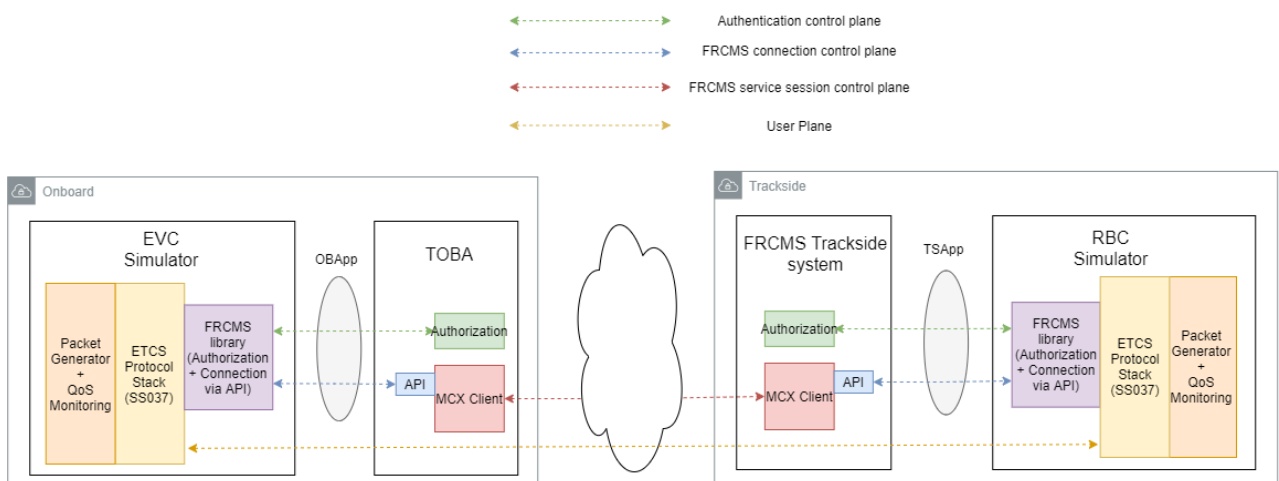 Authentication control plane
FRCMS connection control plane
FRCMS service session control plane
User Plane
Onboard
EVC
Simulator
Packet
Generator
+
QoS
Monitoring
ETCS
Protocol
Stack
(SS037)
FRCMS
library
(Authorization
+ Connection
via API)
OBApp
TOBA
Authorization
API
MCX Client
Trackside
FRCMS Trackside
system
Authorization
MCX Client
API
TSApp
RBC
Simulator
FRCMS
library
(Authorization
+ Connection
via API)
ETCS
Protocol
Stack
(SS037)
Packet
Generator
+
QoS
Monitoring